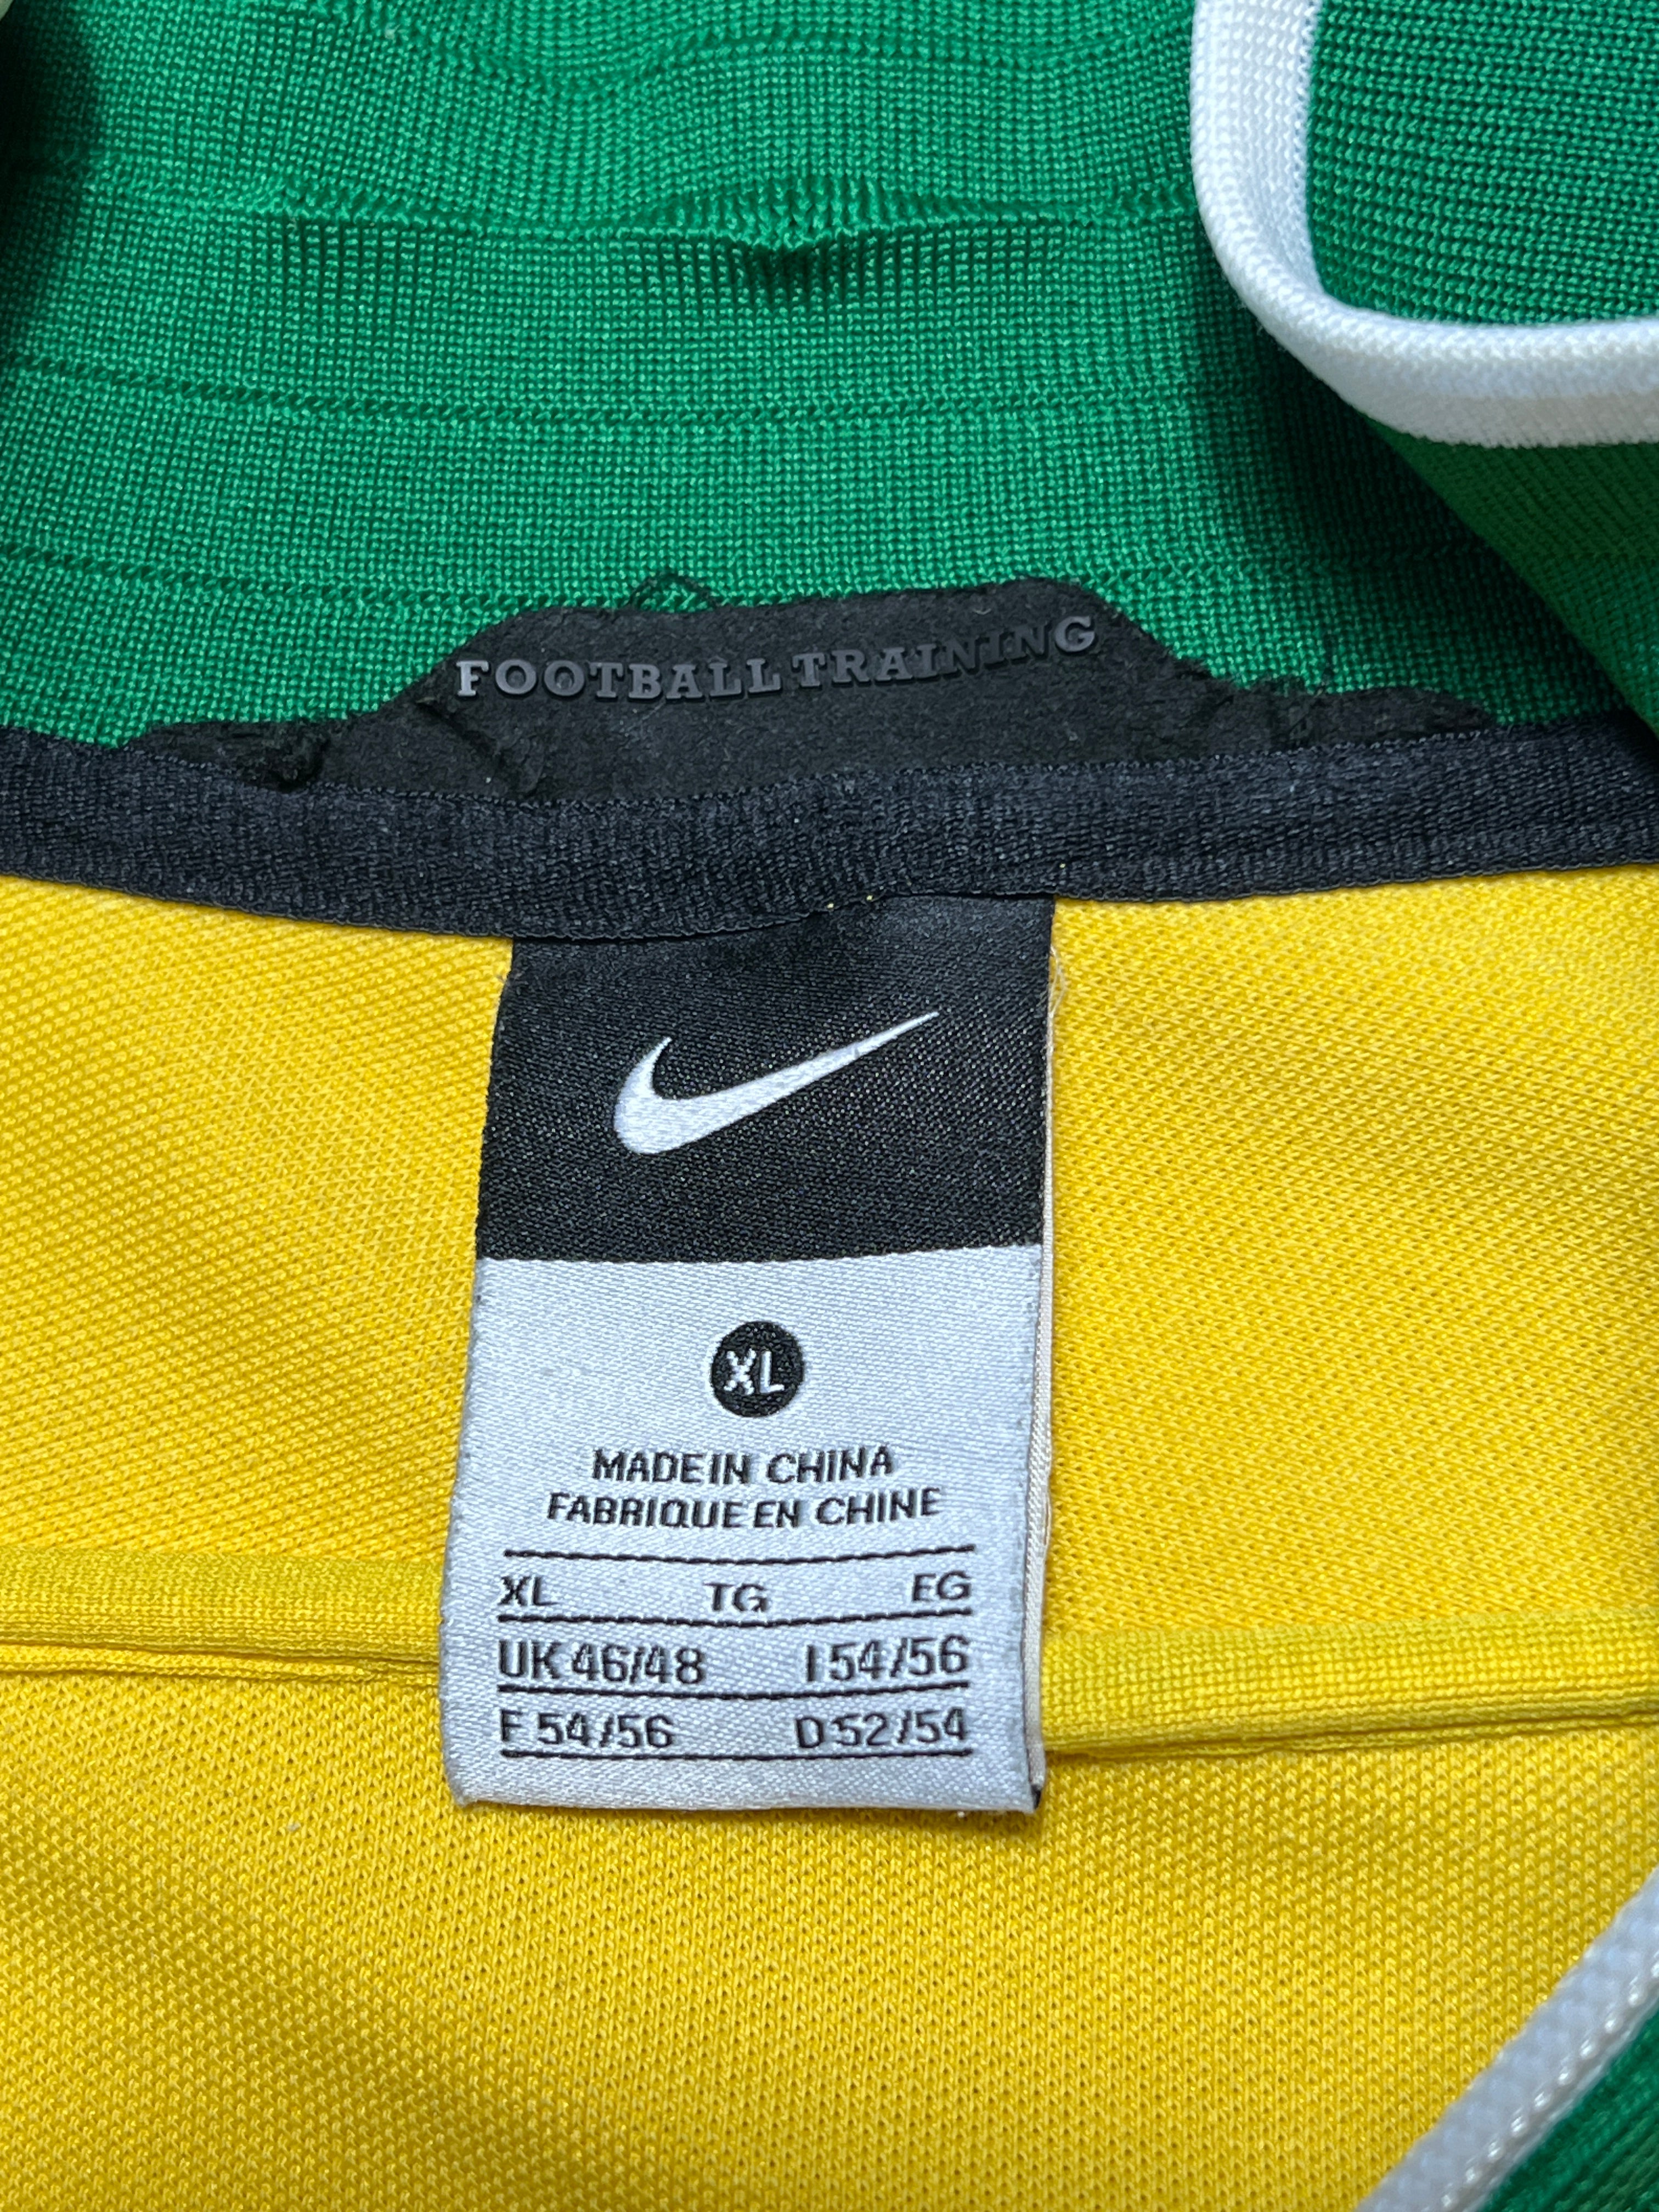 FOOTBALL TRAINING
XL
MADE IN CHINA
FABRIQUE EN CHINE
XL TG EG
UK 46/48 I 54/56
F 54/56 D 52/54